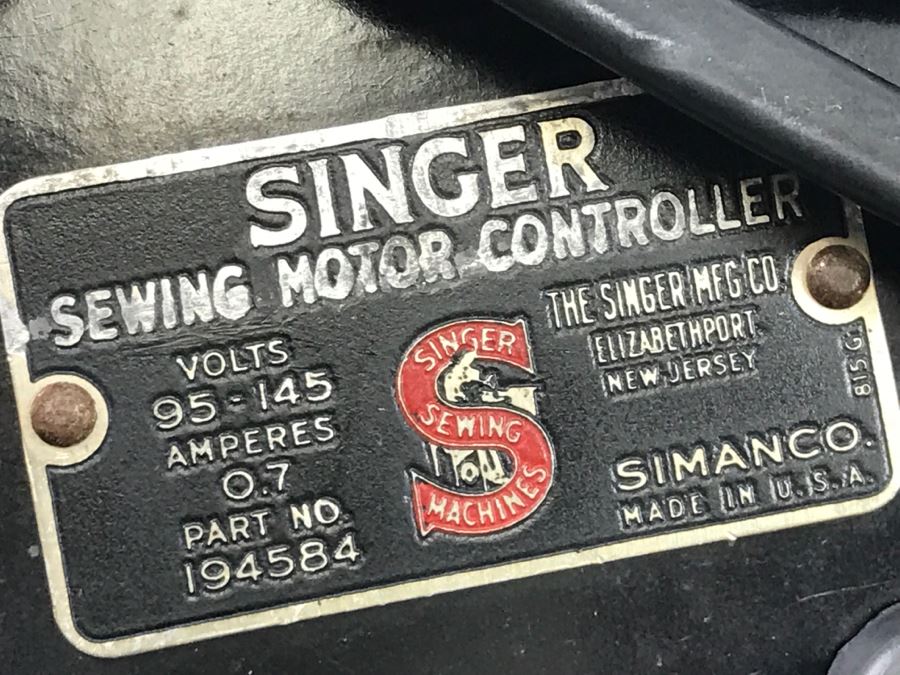 SINGER
SEWING MOTOR CONTROLLER
VOLTS
95-145
AMPERES
0.7
PART NO.
194584
SINGER
SEWING
MACHINES
THE SINGER MFG CO.
ELIZABETHPORT,
NEW JERSEY
815 G.
SIMANCO.
MADE IN U.S.A.